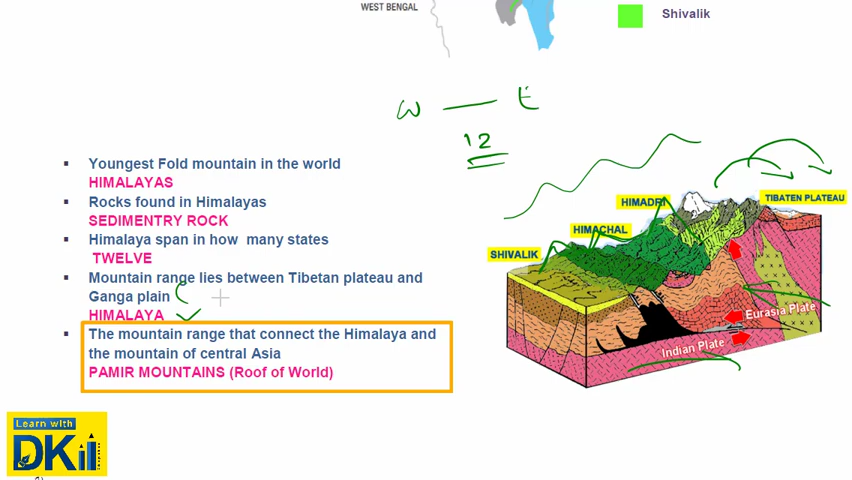 WEST BENGAL
Shivalik
W — E
12
Youngest Fold mountain in the world
HIMALAYAS
Rocks found in Himalayas
SEDIMENTRY ROCK
Himalaya span in how many states
TWELVE
Mountain range lies between Tibetan plateau and
Ganga plain
HIMALAYA
The mountain range that connect the Himalaya and
the mountain of central Asia
PAMIR MOUNTAINS (Roof of World)
HIMADRI
TIBATEN PLATEAU
HIMACHAL
SHIVALIK
Eurasia Plate
Indian Plate
Learn with
DK